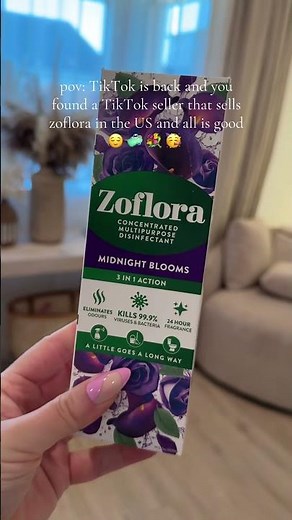 pov: TikTok is back and you
found a TikTok seller that sells
zoflora in the US and all is good
😌🧼💐🥳
Zoflora
CONCENTRATED
MULTIPURPOSE
DISINFECTANT
MIDNIGHT BLOOMS
3 IN 1 ACTION
ELIMINATES
ODOURS
KILLS 99.9%
VIRUSES & BACTERIA
24 HOUR
FRAGRANCE
A LITTLE GOES A LONG WAY